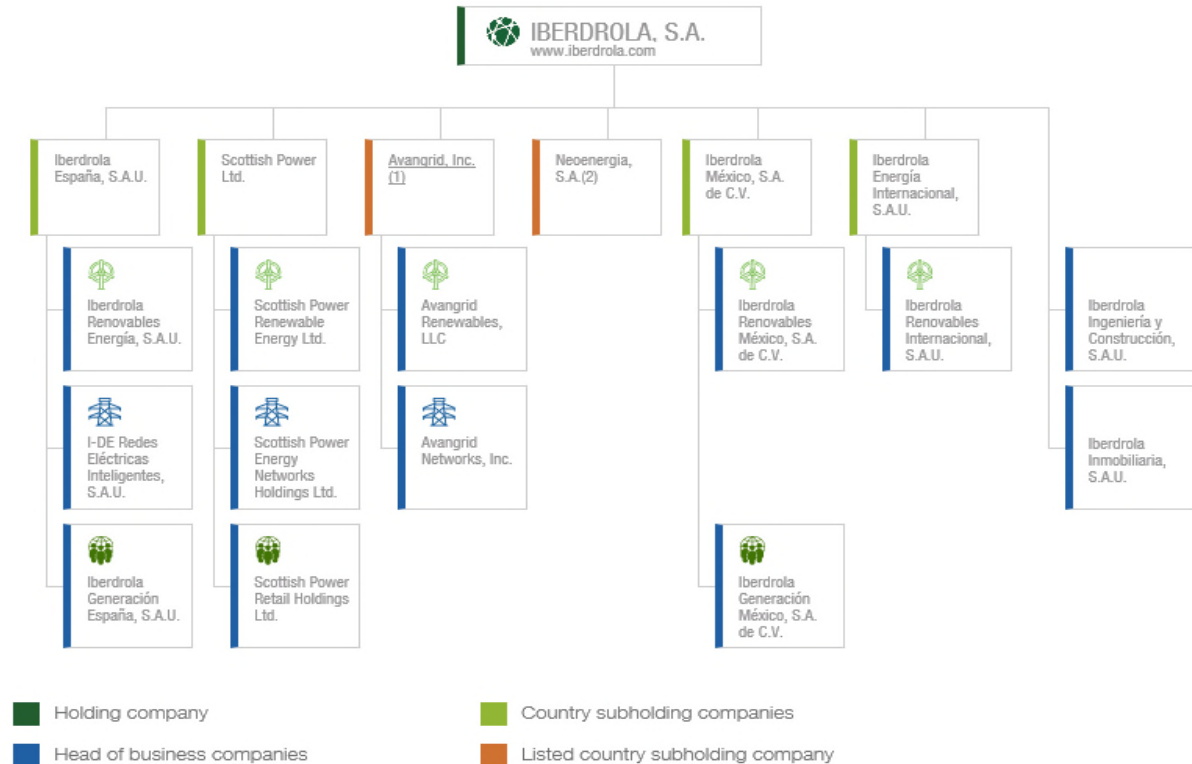 IBERDROLA, S.A.
www.iberdrola.com
Iberdrola
España, S.A.U.
Scottish Power
Ltd.
Avangrid, Inc.
(1)
Neoenergia,
S.A.(2)
Iberdrola
México, S.A.
de C.V.
Iberdrola
Energía
Internacional,
S.A.U.
Iberdrola
Renovables
Energía, S.A.U.
Scottish Power
Renewable
Energy Ltd.
Avangrid
Renewables,
LLC
Iberdrola
Renovables
México, S.A.
de C.V.
Iberdrola
Renovables
Internacional,
S.A.U.
Iberdrola
Ingeniería y
Construcción,
S.A.U.
I-DE Redes
Eléctricas
Inteligentes,
S.A.U.
Scottish Power
Energy
Networks
Holdings Ltd.
Avangrid
Networks, Inc.
Iberdrola
Inmobiliaria,
S.A.U.
Iberdrola
Generación
España, S.A.U.
Scottish Power
Retail Holdings
Ltd.
Iberdrola
Generación
México, S.A.
de C.V.
Holding company
Country subholding companies
Head of business companies
Listed country subholding company